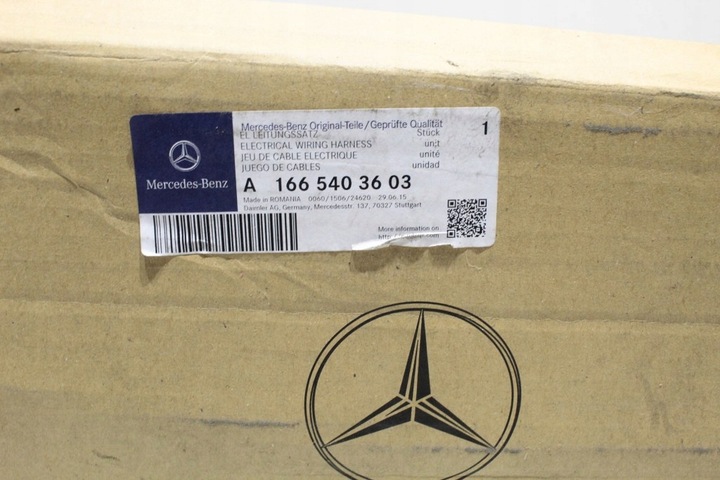 Mercedes-Benz Original-Teile/Geprüfte Qualität
EL LEITUNGSSATZ Stück 1
ELECTRICAL WIRING HARNESS unit
JEU DE CABLE ELECTRIQUE unité
JUEGO DE CABLES unidad
Mercedes-Benz
A 166 540 36 03
Made in ROMANIA 0060/1506/24620 29.06.15
Daimler AG, Germany, Mercedesstr. 137, 70327 Stuttgart
More information on